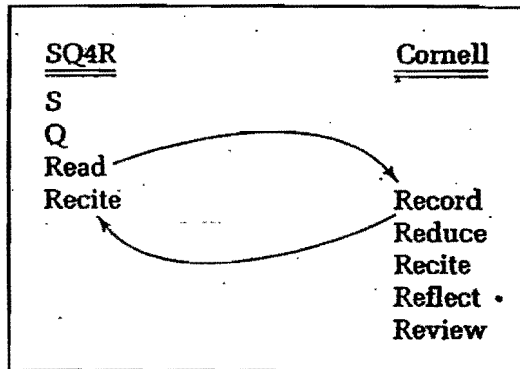 SQ4R
S
Q
Read
Recite
Cornell
Record
Reduce
Recite
Reflect
Review